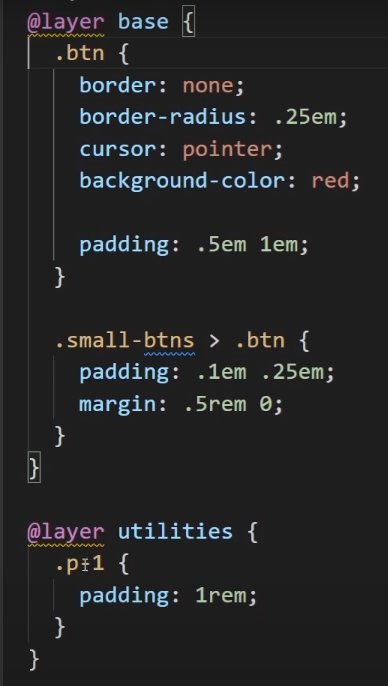 @layer base {
.btn {
border: none;
border-radius: .25em;
cursor: pointer;
background-color: red;
padding: .5em 1em;
}
.small-btns > .btn {
padding: .1em .25em;
margin: .5rem 0;
}
}
@layer utilities {
.p-1 {
padding: 1rem;
}
}